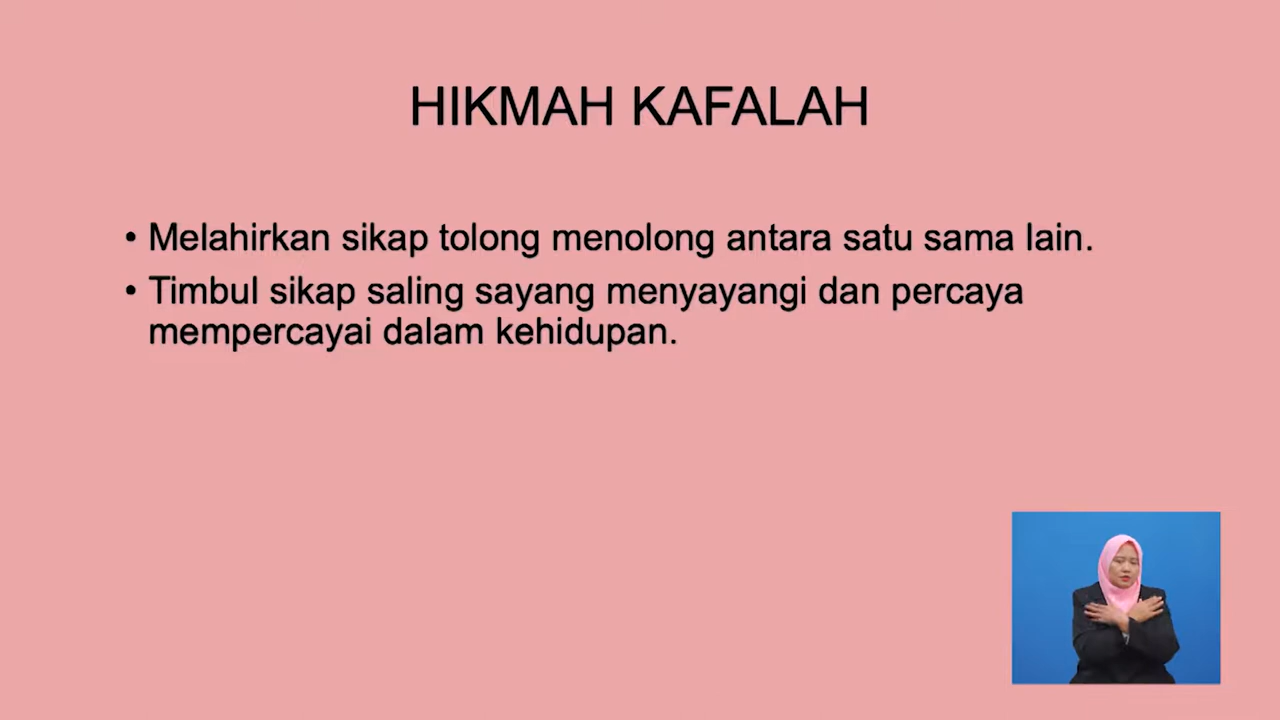 HIKMAH KAFALAH
• Melahirkan sikap tolong menolong antara satu sama lain.
• Timbul sikap saling sayang menyayangi dan percaya
mempercayai dalam kehidupan.